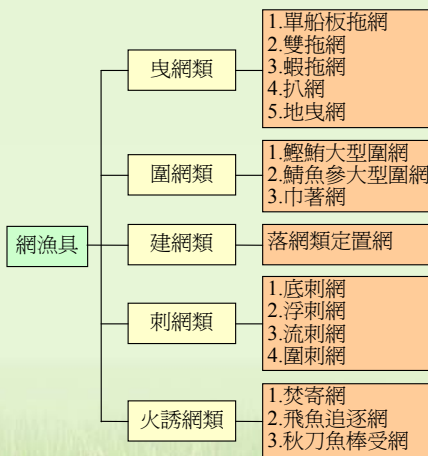 網漁具
曳網類
1.單船板拖網
2.雙拖網
3.蝦拖網
4.扒網
5.地曳網
圍網類
1.鰹鮪大型圍網
2.鯖魚參大型圍網
3.巾著網
建網類
落網類定置網
刺網類
1.底刺網
2.浮刺網
3.流刺網
4.圍刺網
火誘網類
1.焚寄網
2.飛魚追逐網
3.秋刀魚棒受網